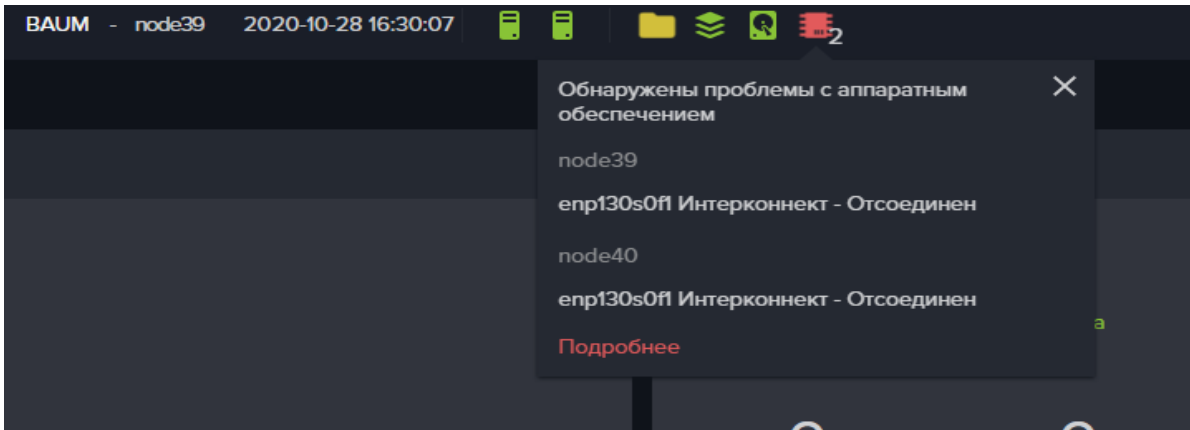 BAUM - node39 2020-10-28 16:30:07 2
Обнаружены проблемы с аппаратным
обеспечением
node39
enp130s0f1 Интерконнект - Отсоединен
node40
enp130s0f1 Интерконнект - Отсоединен
а
Подробнее